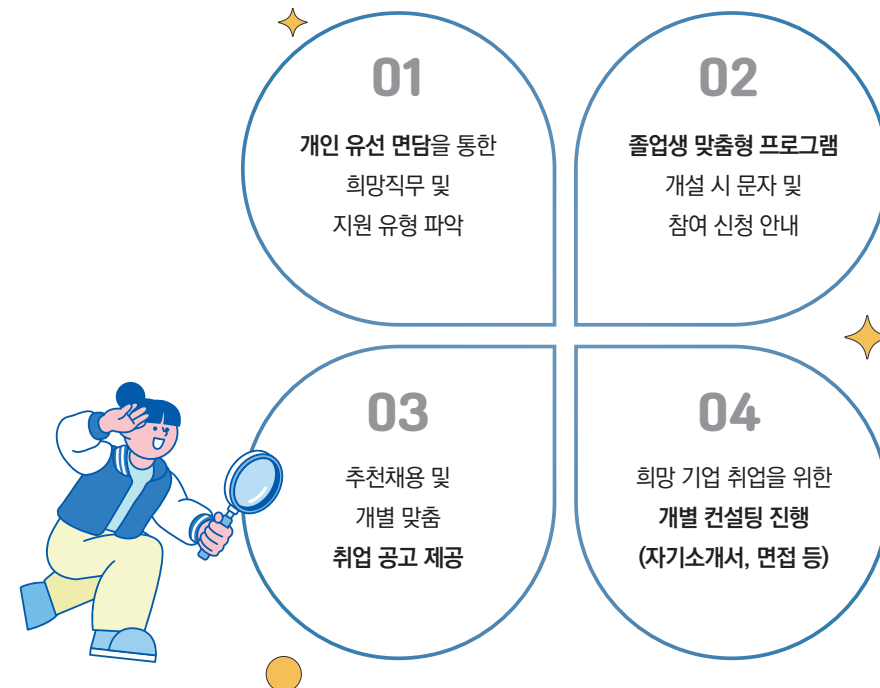 01
개인 유선 면담을 통한
희망직무 및
지원 유형 파악
02
졸업생 맞춤형 프로그램
개설 시 문자 및
참여 신청 안내
03
추천채용 및
개별 맞춤
취업 공고 제공
04
희망 기업 취업을 위한
개별 컨설팅 진행
(자기소개서, 면접 등)